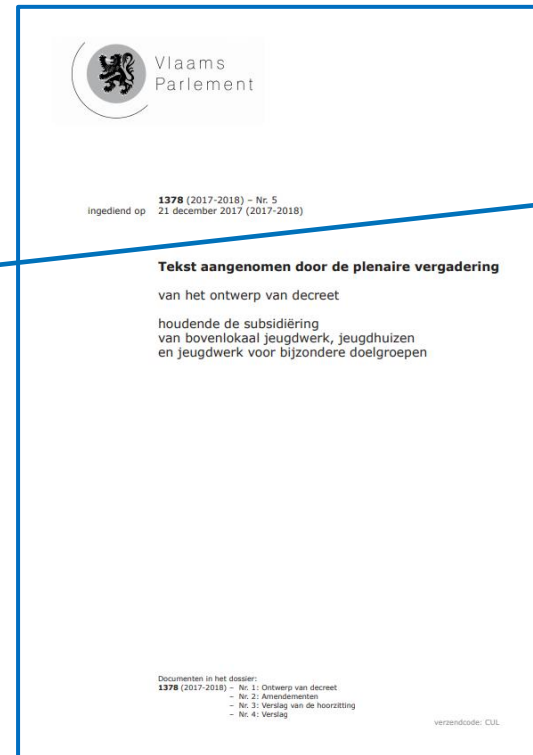 Vlaams
Parlement
1378 (2017-2018) – Nr. 5
ingediend op 21 december 2017 (2017-2018)
Tekst aangenomen door de plenaire vergadering
van het ontwerp van decreet
houdende de subsidiëring
van bovenlokaal jeugdwerk, jeugdhuizen
en jeugdwerk voor bijzondere doelgroepen
Documenten in het dossier:
1378 (2017-2018) – Nr. 1: Ontwerp van decreet
– Nr. 2: Amendementen
– Nr. 3: Verslag van de hoorzitting
– Nr. 4: Verslag
verzendcode: CUL